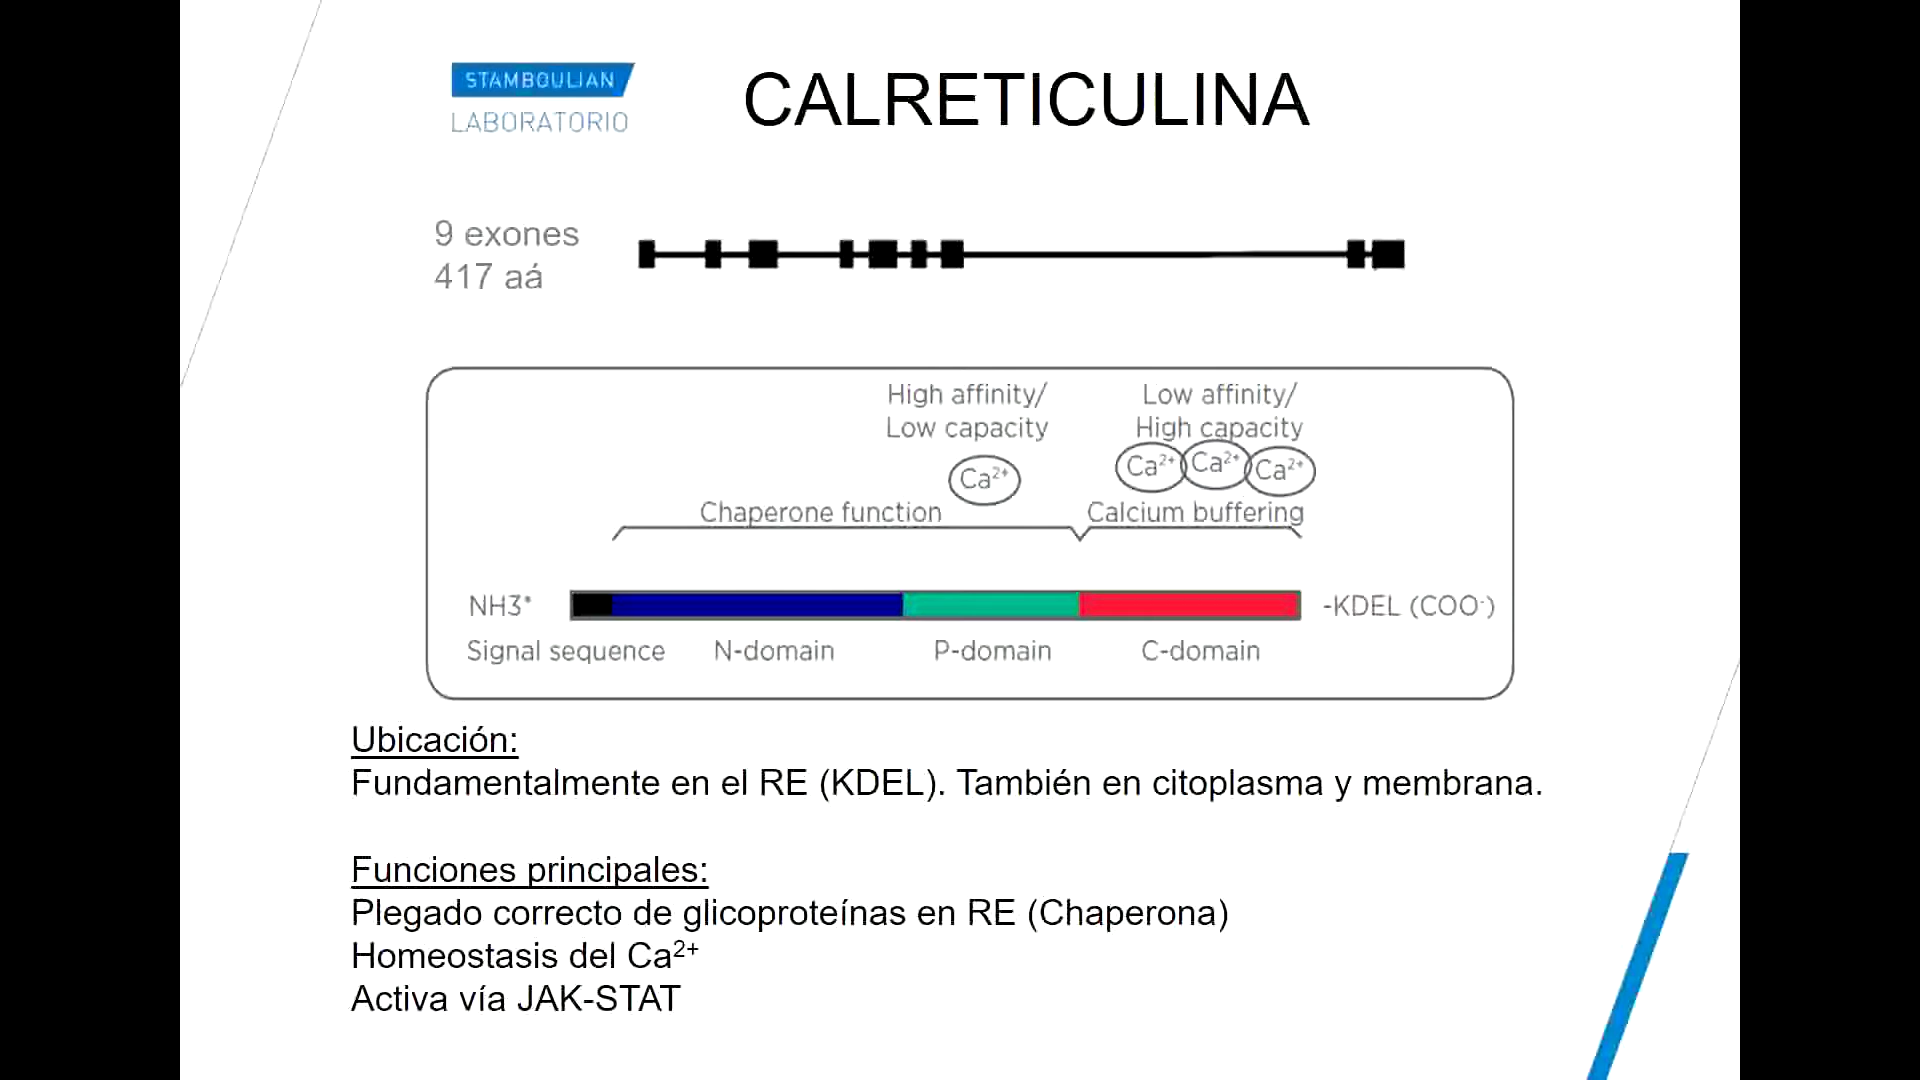 STAMBOULIAN
LABORATORIO
CALRETICULINA
9 exones
417 aá
High affinity/
Low capacity
Low affinity/
High capacity
Ca²⁺
Ca²⁺ Ca²⁺ Ca²⁺
Chaperone function
Calcium buffering
NH3⁺
-KDEL (COO⁻)
Signal sequence
N-domain
P-domain
C-domain
Ubicación:
Fundamentalmente en el RE (KDEL). También en citoplasma y membrana.
Funciones principales:
Plegado correcto de glicoproteínas en RE (Chaperona)
Homeostasis del Ca²⁺
Activa vía JAK-STAT